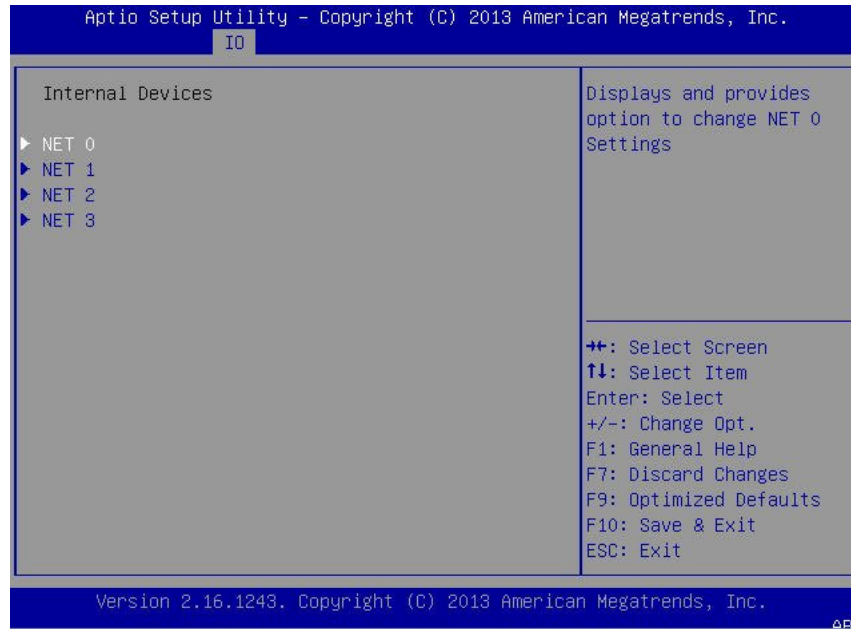 Aptio Setup Utility – Copyright (C) 2013 American Megatrends, Inc.
IO
Internal Devices
NET 0
NET 1
NET 2
NET 3
Displays and provides
option to change NET 0
Settings
→←: Select Screen
↑↓: Select Item
Enter: Select
+/-: Change Opt.
F1: General Help
F7: Discard Changes
F9: Optimized Defaults
F10: Save & Exit
ESC: Exit
Version 2.16.1243. Copyright (C) 2013 American Megatrends, Inc.